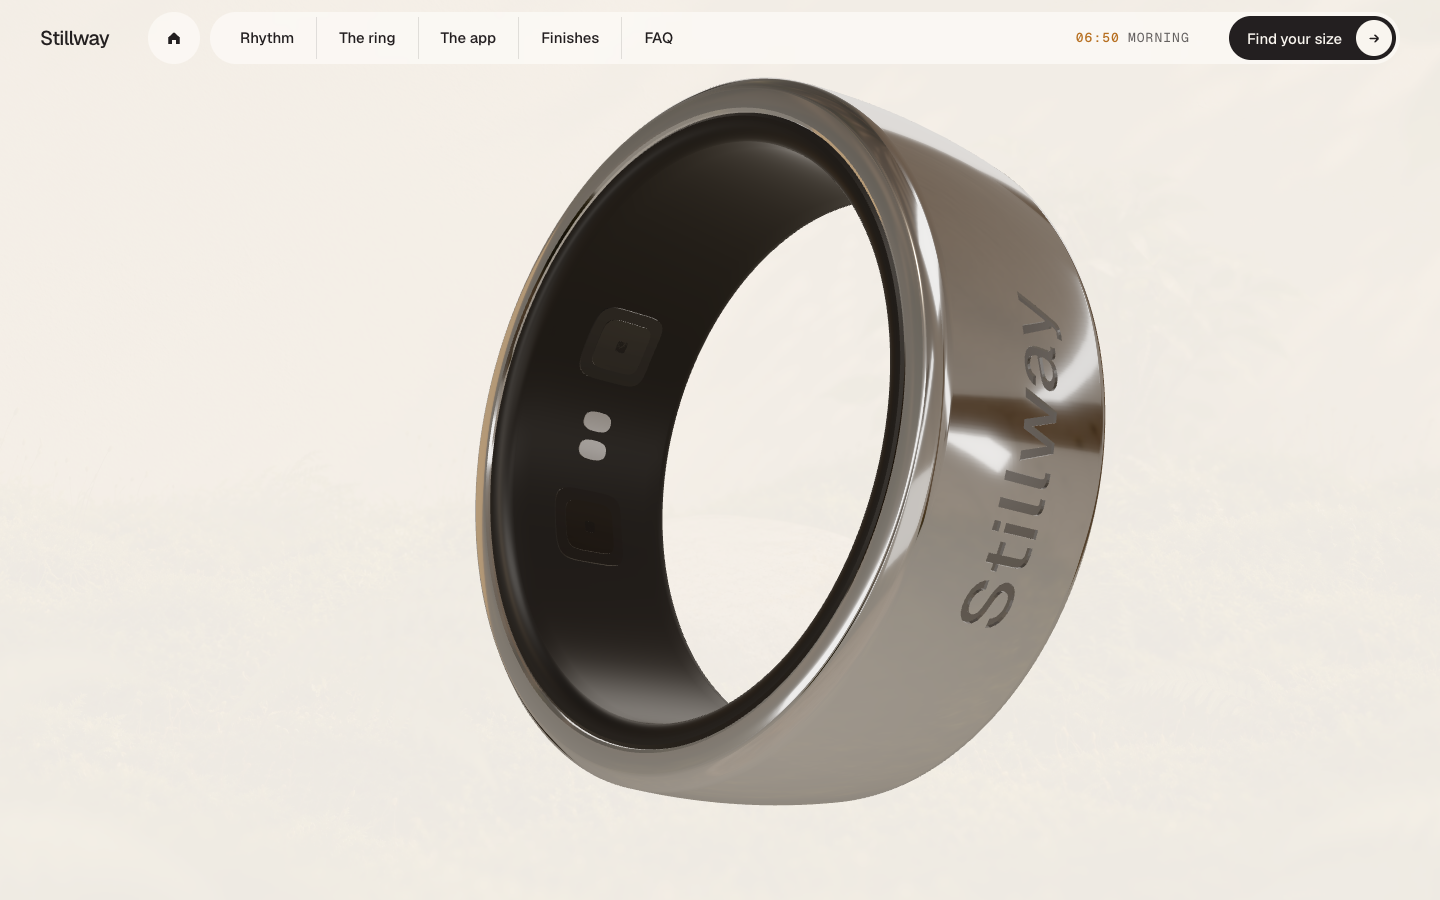 Stillway
Rhythm
The ring
The app
Finishes
FAQ
06:50 MORNING
Find your size
Stillway